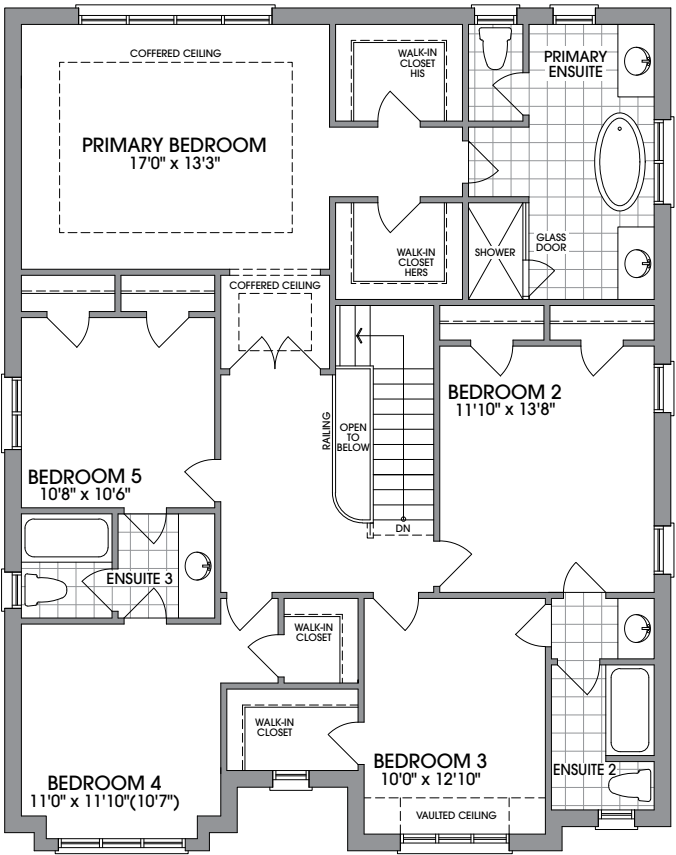 COFFERED CEILING
PRIMARY BEDROOM
17'0" x 13'3"
WALK-IN
CLOSET
HIS
PRIMARY
ENSUITE
WALK-IN
CLOSET
HERS
SHOWER
GLASS
DOOR
COFFERED CEILING
BEDROOM 2
11'10" x 13'8"
RAILING
OPEN
TO
BELOW
DN
BEDROOM 5
10'8" x 10'6"
ENSUITE 3
WALK-IN
CLOSET
WALK-IN
CLOSET
BEDROOM 3
10'0" x 12'10"
ENSUITE 2
BEDROOM 4
11'0" x 11'10"(10'7")
VAULTED CEILING